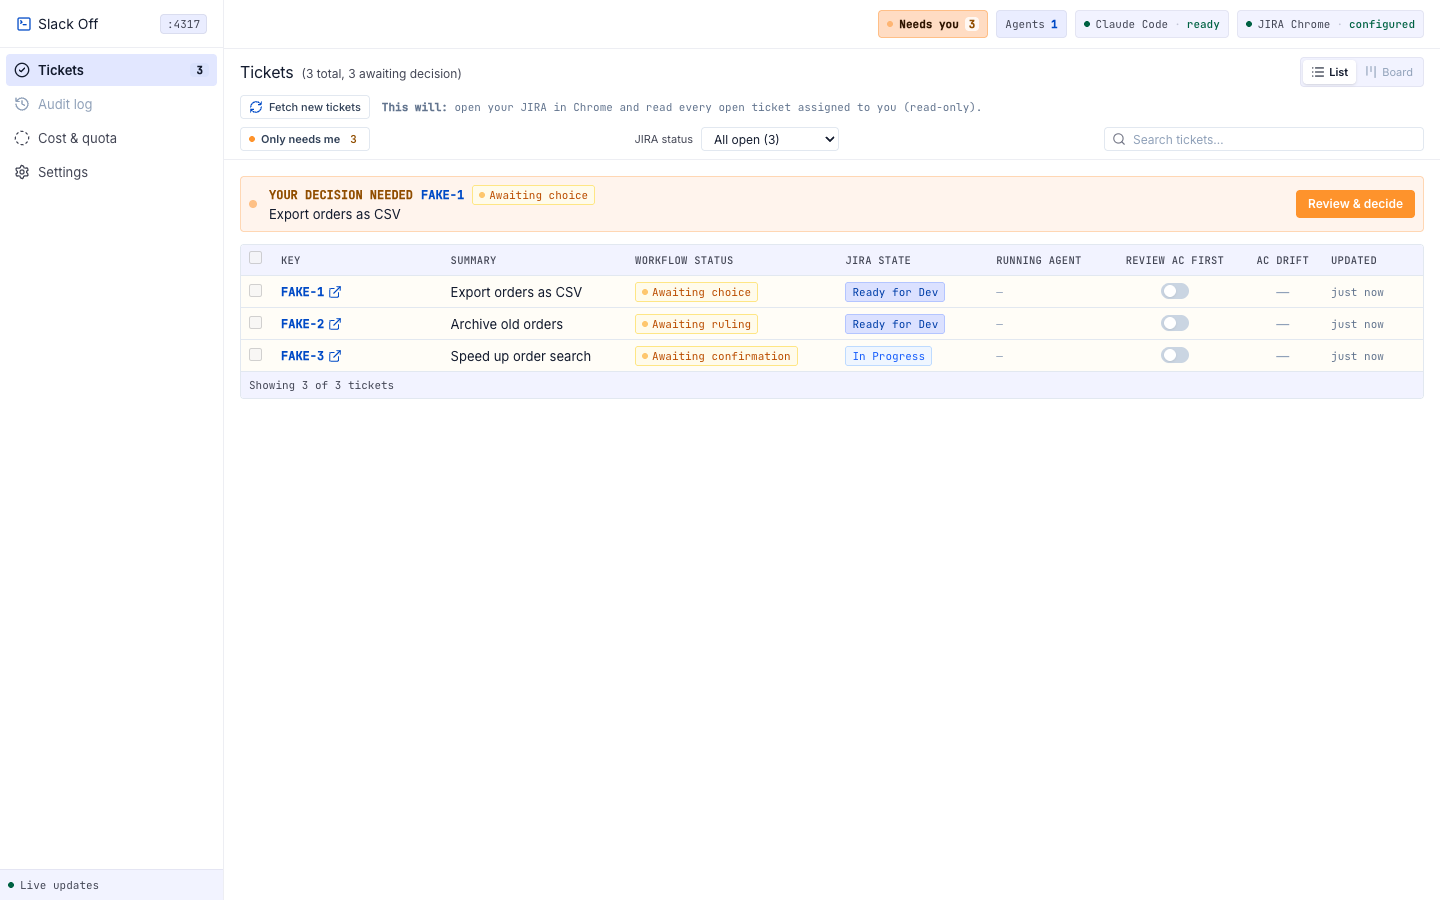 Slack Off :4317
Needs you 3 Agents 1 Claude Code · ready JIRA Chrome · configured
Tickets 3
Audit log
Cost & quota
Settings
Tickets (3 total, 3 awaiting decision) List Board
Fetch new tickets This will: open your JIRA in Chrome and read every open ticket assigned to you (read-only).
Only needs me 3 JIRA status All open (3) Search tickets...
YOUR DECISION NEEDED FAKE-1 Awaiting choice
Export orders as CSV
Review & decide
KEY SUMMARY WORKFLOW STATUS JIRA STATE RUNNING AGENT REVIEW AC FIRST AC DRIFT UPDATED
FAKE-1 Export orders as CSV Awaiting choice Ready for Dev – — just now
FAKE-2 Archive old orders Awaiting ruling Ready for Dev – — just now
FAKE-3 Speed up order search Awaiting confirmation In Progress – — just now
Showing 3 of 3 tickets
Live updates